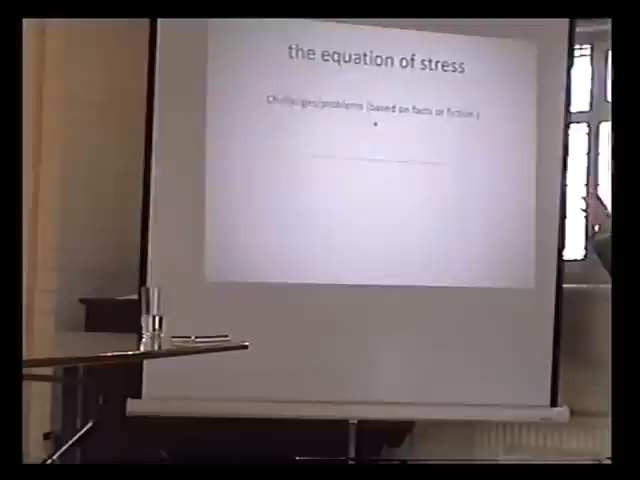 the equation of stress
Challenges/problems (based on facts or fiction )